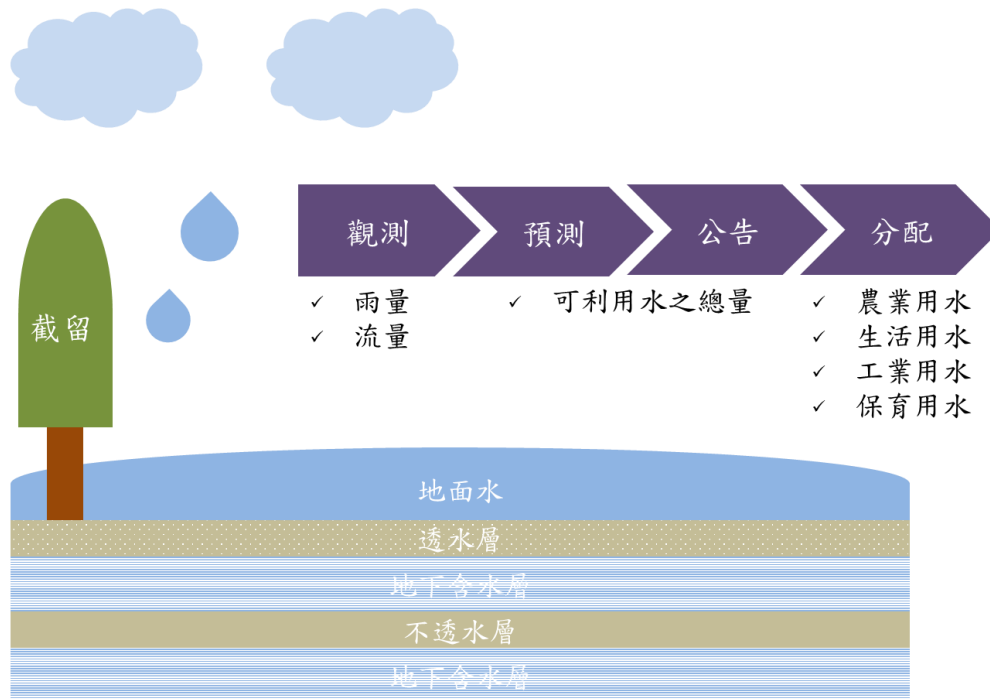 觀測
預測
公告
分配
雨量
流量
可利用水之總量
農業用水
生活用水
工業用水
保育用水
截留
地面水
透水層
地下含水層
不透水層
地下含水層